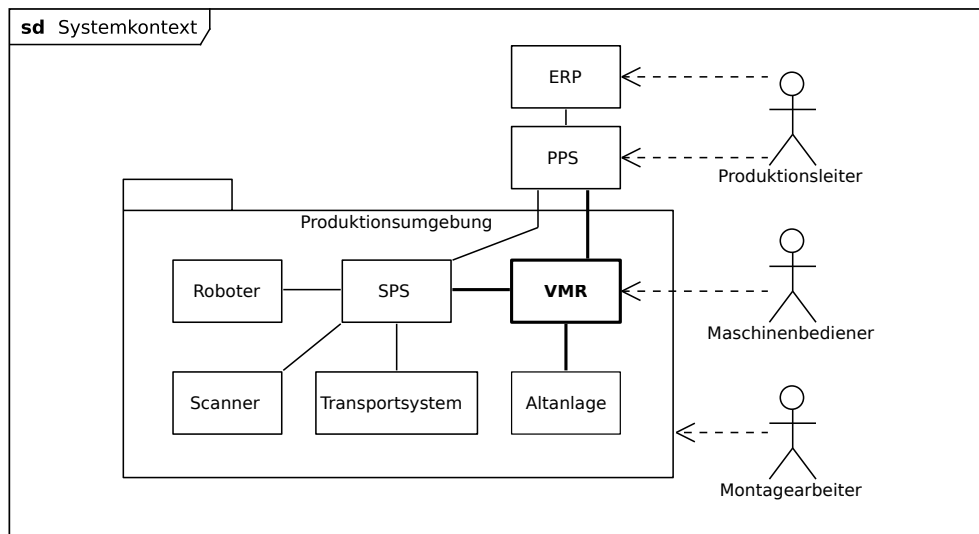 sd Systemkontext
ERP
PPS
Produktionsleiter
Produktionsumgebung
Roboter
SPS
VMR
Maschinenbediener
Scanner
Transportsystem
Altanlage
Montagearbeiter